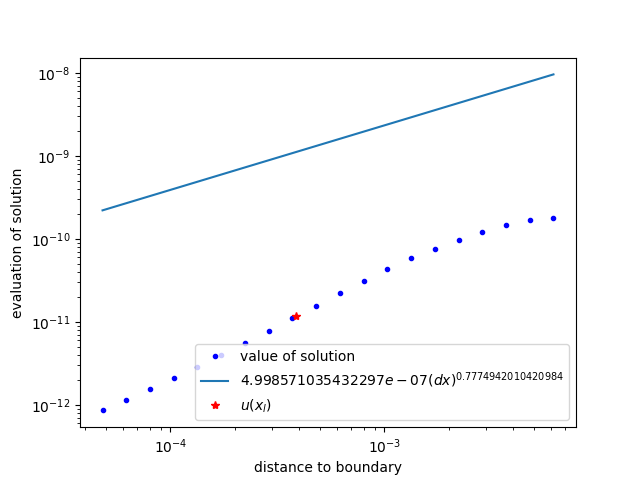 10⁻⁸
10⁻⁹
10⁻¹⁰
10⁻¹¹
10⁻¹²
evaluation of solution
value of solution
4.998571035432297e − 07(dx)^0.7774942010420984
u(x_l)
10⁻⁴ 10⁻³
distance to boundary